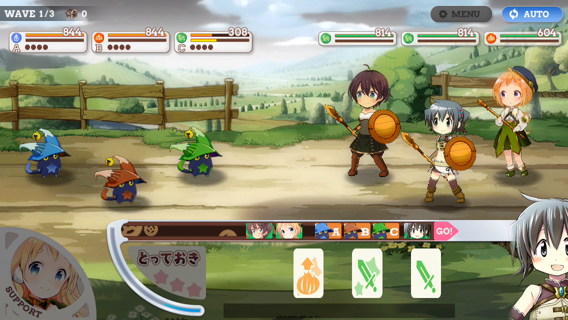 WAVE 1/3 0 MENU AUTO
844 844 308 814 814 604
A B C
A B C GO!
とっておき
SUPPORT